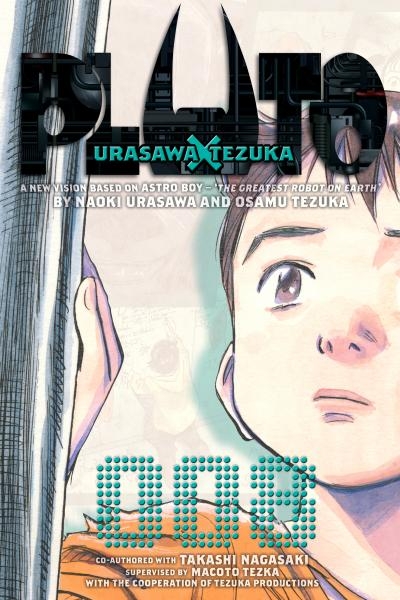 PLUTO
URASAWA X TEZUKA
A NEW VISION BASED ON ASTRO BOY – 'THE GREATEST ROBOT ON EARTH'
BY NAOKI URASAWA AND OSAMU TEZUKA
008
CO-AUTHORED WITH TAKASHI NAGASAKI
SUPERVISED BY MACOTO TEZKA
WITH THE COOPERATION OF TEZUKA PRODUCTIONS